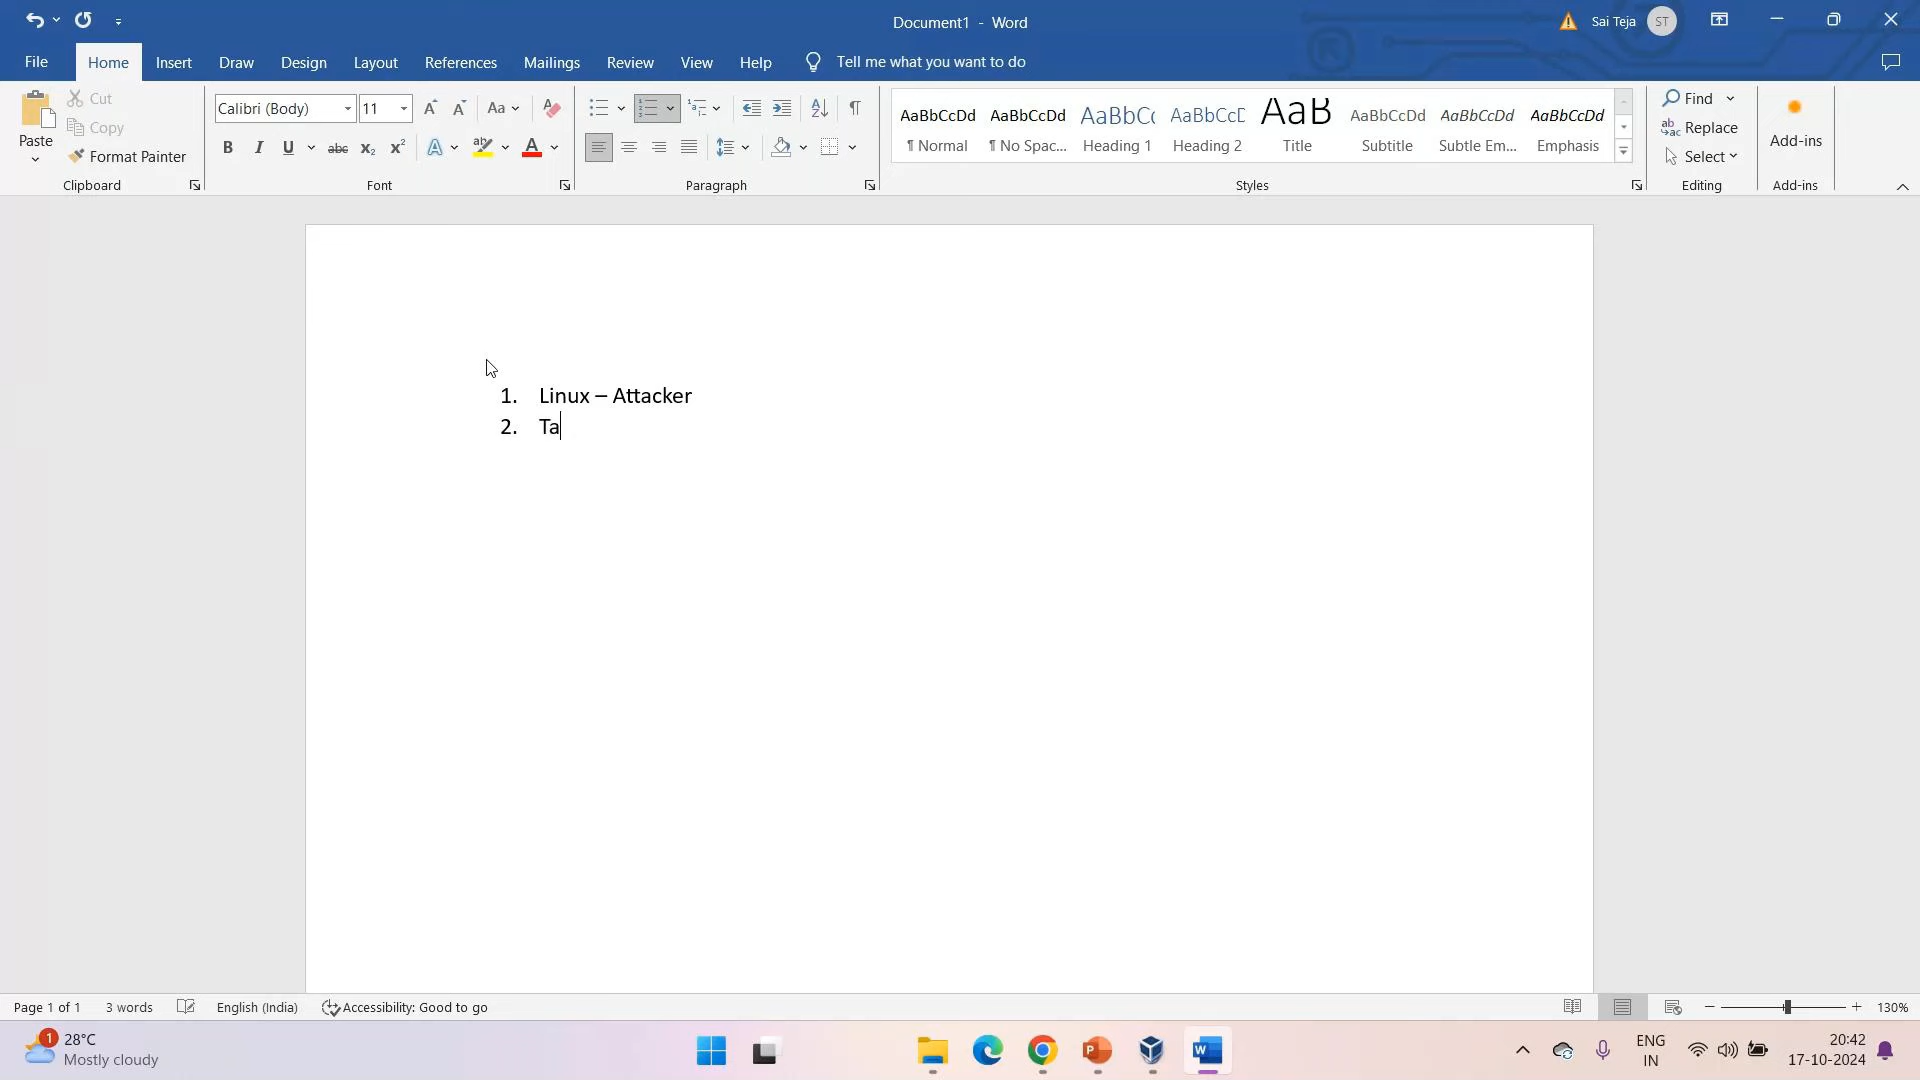 Document1 - Word
Sai Teja ST
File Home Insert Draw Design Layout References Mailings Review View Help Tell me what you want to do
Paste
Cut
Copy
Format Painter
Clipboard
Calibri (Body) 11
Font
Paragraph
AaBbCcDd AaBbCcDd AaBbC( AaBbCcD AaB AaBbCcDd AaBbCcDd AaBbCcDd
¶ Normal ¶ No Spac... Heading 1 Heading 2 Title Subtitle Subtle Em... Emphasis
Styles
Find
Replace
Select
Editing
Add-ins
Add-ins
1. Linux – Attacker
2. Ta
Page 1 of 1 3 words English (India) Accessibility: Good to go 130%
1
28°C
Mostly cloudy
ENG
IN
20:42
17-10-2024